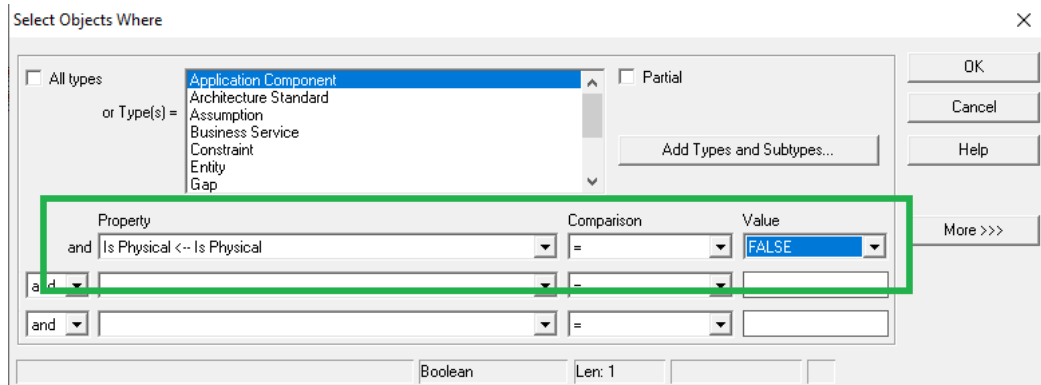 Select Objects Where
All types
or Type(s) =
Application Component
Architecture Standard
Assumption
Business Service
Constraint
Entity
Gap
Partial
Add Types and Subtypes...
OK
Cancel
Help
More >>>
Property Comparison Value
and Is Physical <-- Is Physical = FALSE
and =
and =
Boolean Len: 1